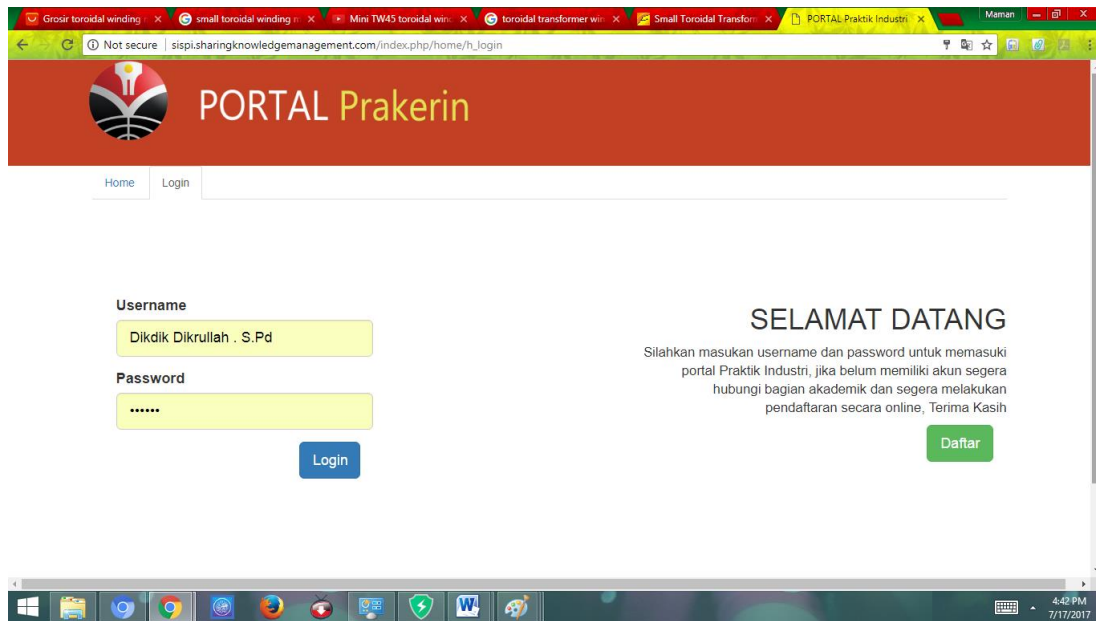 Grosir toroidal winding
small toroidal winding m
Mini TW45 toroidal wind
toroidal transformer win
Small Toroidal Transform
PORTAL Praktik Industri
Maman
Not secure | sispi.sharingknowledgemanagement.com/index.php/home/h_login
PORTAL Prakerin
Home
Login
Username
Dikdik Dikrullah . S.Pd
Password
••••••
Login
SELAMAT DATANG
Silahkan masukan username dan password untuk memasuki
portal Praktik Industri, jika belum memiliki akun segera
hubungi bagian akademik dan segera melakukan
pendaftaran secara online, Terima Kasih
Daftar
4:42 PM
7/17/2017